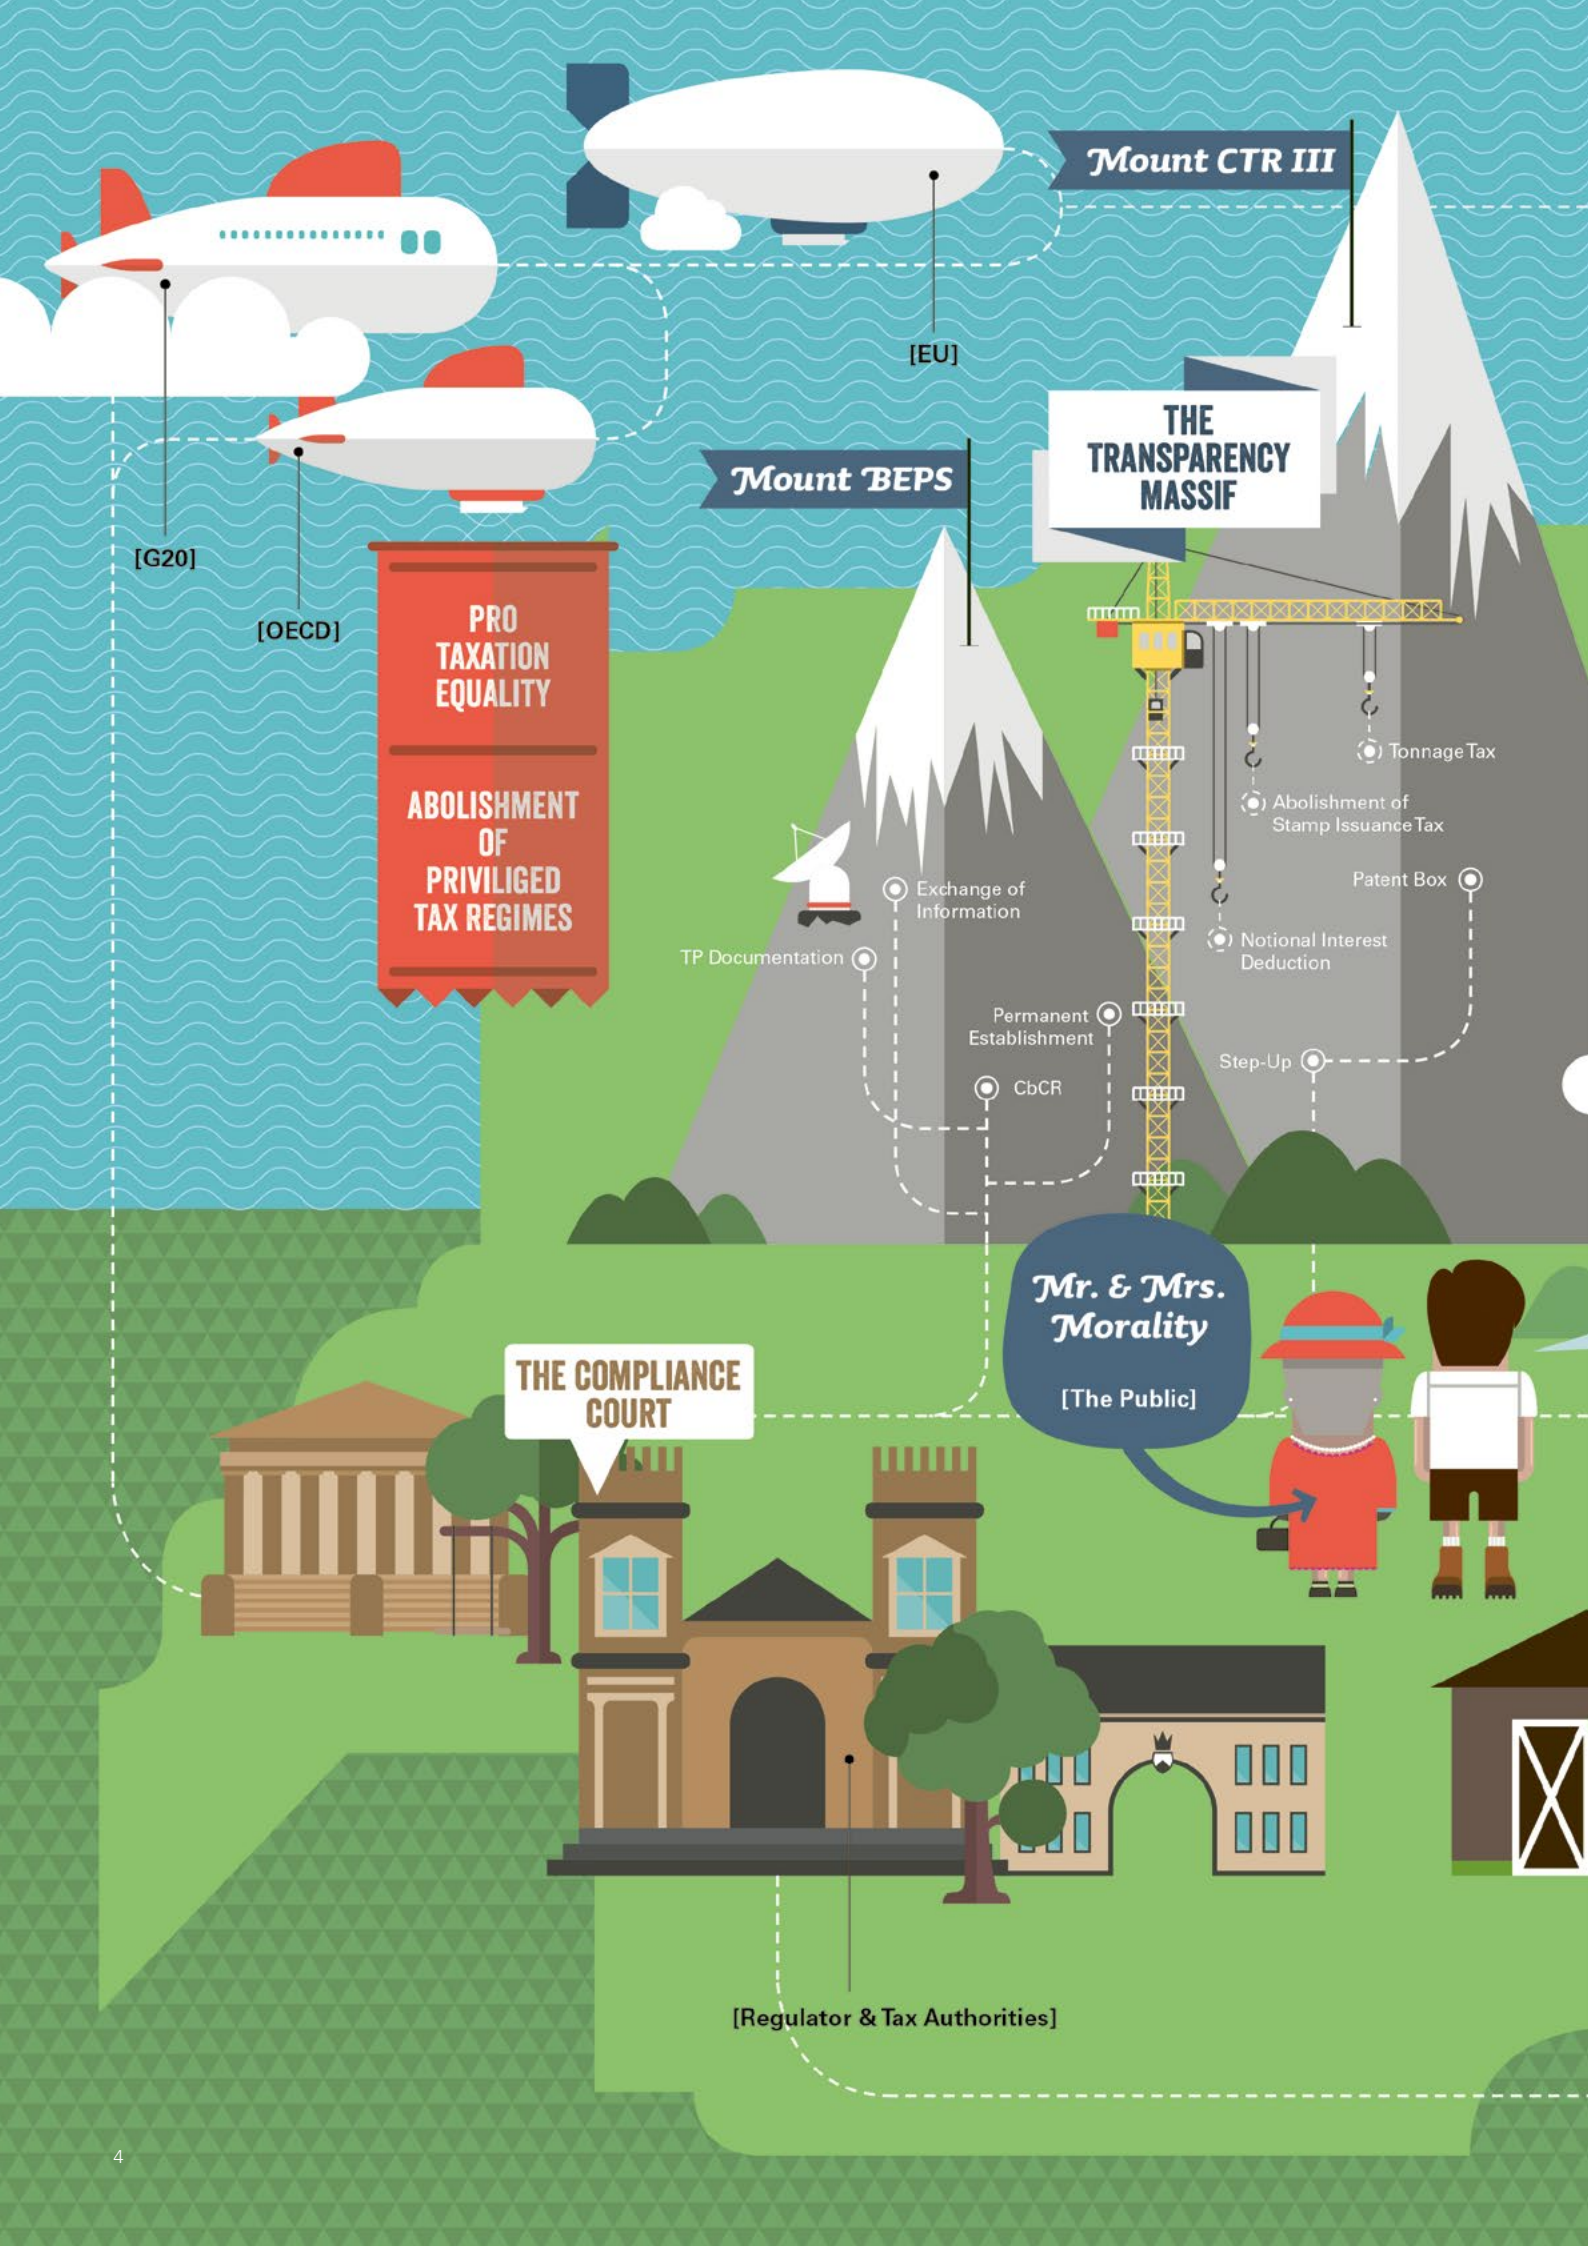 Mount CTR III
[EU]
THE
TRANSPARENCY
MASSIF
Mount BEPS
[G20]
[OECD]
PRO
TAXATION
EQUALITY
ABOLISHMENT
OF
PRIVILIGED
TAX REGIMES
Tonnage Tax
Abolishment of
Stamp Issuance Tax
Patent Box
Exchange of
Information
Notional Interest
Deduction
TP Documentation
Permanent
Establishment
Step-Up
CbCR
Mr. & Mrs.
Morality
[The Public]
THE COMPLIANCE
COURT
[Regulator & Tax Authorities]
4